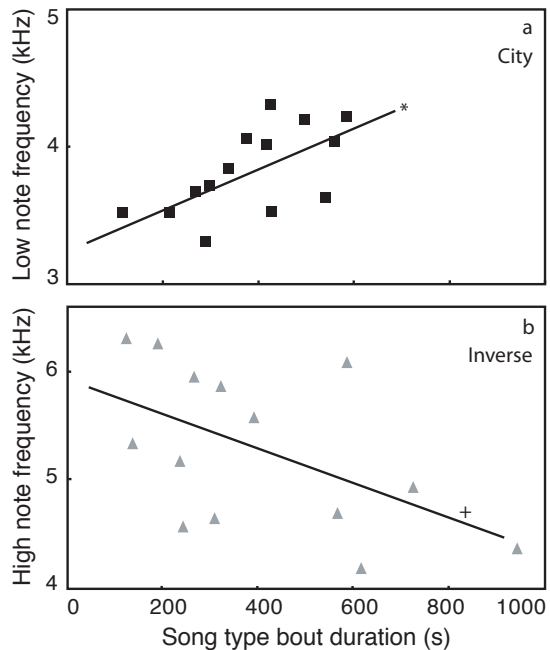 5
a
City
Low note frequency (kHz)
4
*
3
b
Inverse
High note frequency (kHz)
6
5
+
4
0
200
400
600
800
1000
Song type bout duration (s)